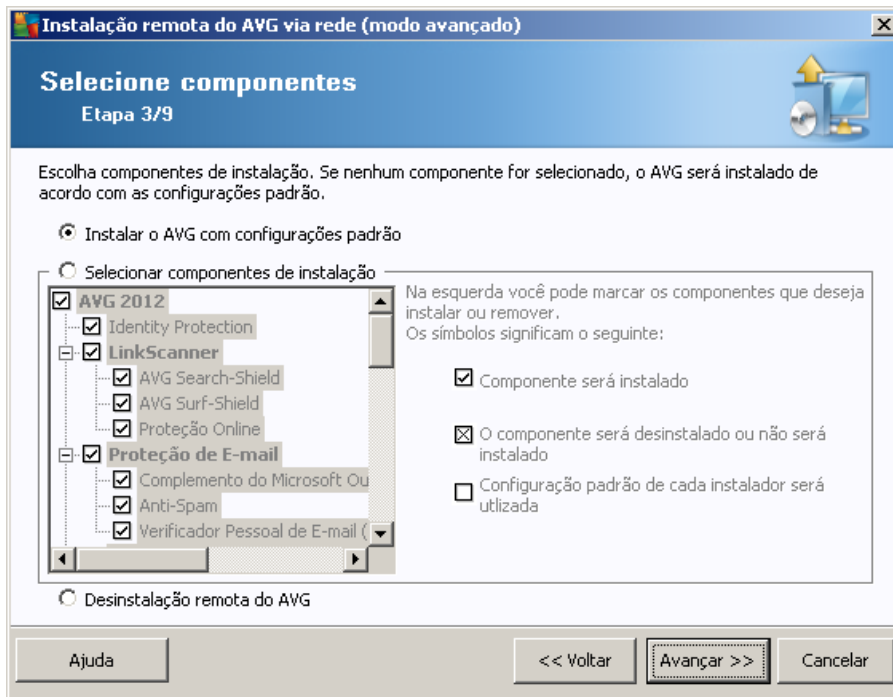 Instalação remota do AVG via rede (modo avançado)
Selecione componentes
Etapa 3/9
Escolha componentes de instalação. Se nenhum componente for selecionado, o AVG será instalado de
acordo com as configurações padrão.
Instalar o AVG com configurações padrão
Selecionar componentes de instalação
AVG 2012
Identity Protection
LinkScanner
AVG Search-Shield
AVG Surf-Shield
Proteção Online
Proteção de E-mail
Complemento do Microsoft Ou
Anti-Spam
Verificador Pessoal de E-mail (
Na esquerda você pode marcar os componentes que deseja
instalar ou remover.
Os símbolos significam o seguinte:
Componente será instalado
O componente será desinstalado ou não será
instalado
Configuração padrão de cada instalador será
utlizada
Desinstalação remota do AVG
Ajuda
<< Voltar
Avançar >>
Cancelar